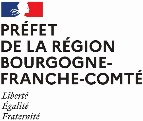 PRÉFET
DE LA RÉGION
BOURGOGNE-
FRANCHE-COMTÉ
Liberté
Égalité
Fraternité